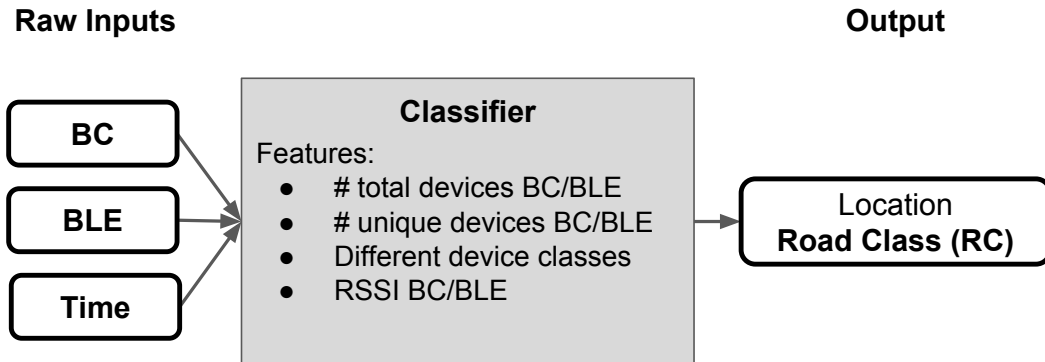 Raw Inputs
Output
BC
BLE
Time
Classifier
Features:
● # total devices BC/BLE
● # unique devices BC/BLE
● Different device classes
● RSSI BC/BLE
Location
Road Class (RC)